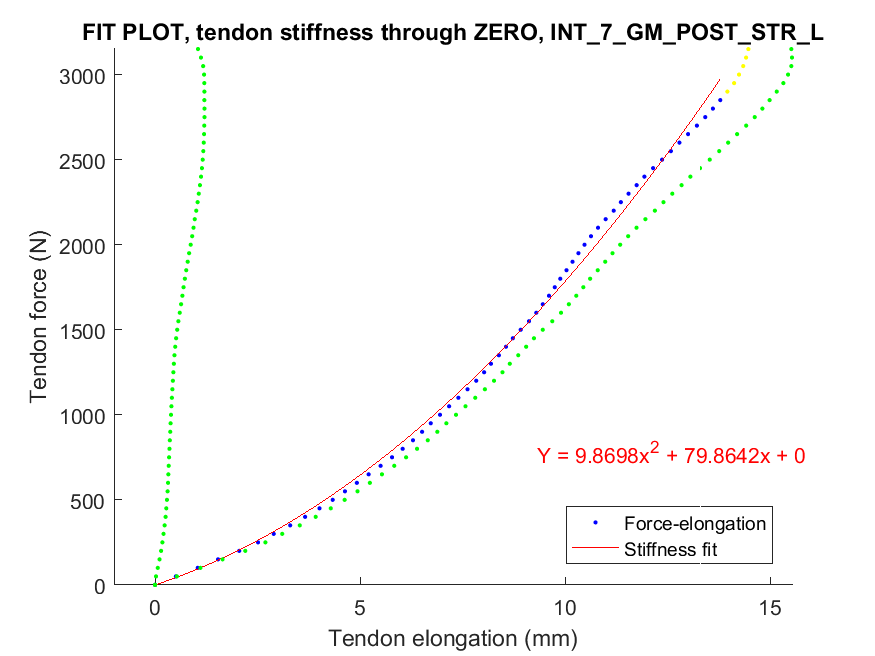 FIT PLOT, tendon stiffness through ZERO, INT_7_GM_POST_STR_L
3000
2500
2000
1500
1000
500
0
Tendon force (N)
Y = 9.8698x² + 79.8642x + 0
Force-elongation
Stiffness fit
0 5 10 15
Tendon elongation (mm)